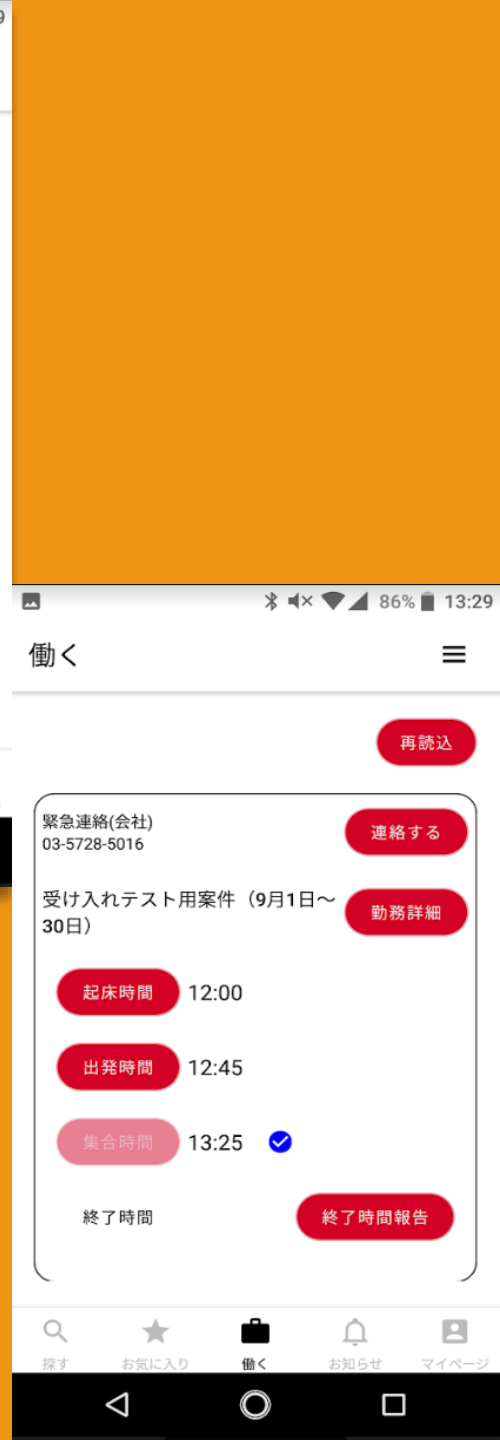 9
86% 13:29
働く
再読込
緊急連絡(会社)
03-5728-5016
連絡する
受け入れテスト用案件（9月1日～
30日）
勤務詳細
起床時間 12:00
出発時間 12:45
集合時間 13:25
終了時間 終了時間報告
探す お気に入り 働く お知らせ マイページ